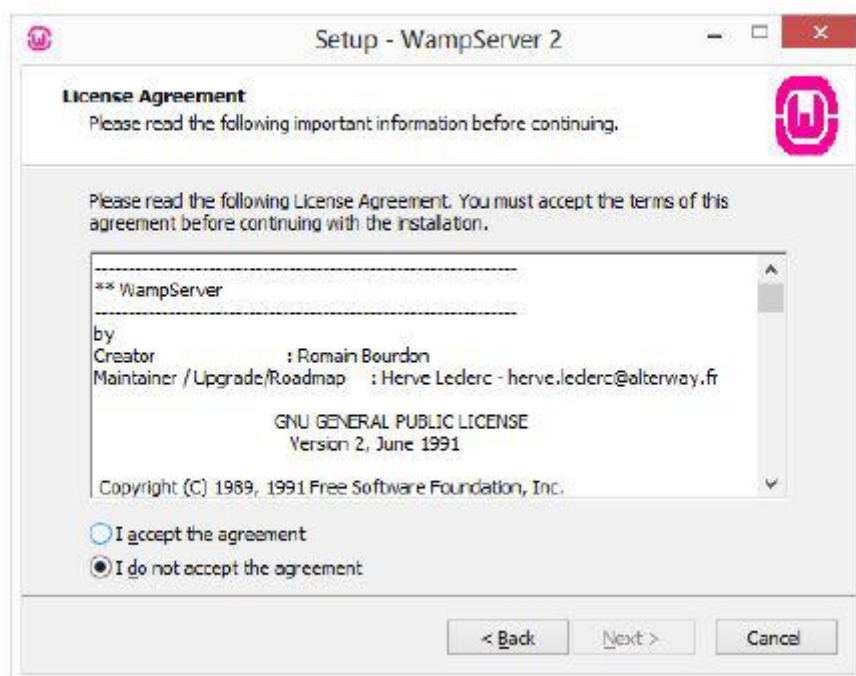 Setup - WampServer 2
License Agreement
Please read the following important information before continuing.
Please read the following License Agreement. You must accept the terms of this
agreement before continuing with the installation.
** WampServer
by
Creator : Romain Bourdon
Maintainer / Upgrade/Roadmap : Herve Leclerc - herve.leclerc@alterway.fr
GNU GENERAL PUBLIC LICENSE
Version 2, June 1991
Copyright (C) 1989, 1991 Free Software Foundation, Inc.
I accept the agreement
I do not accept the agreement
< Back Next > Cancel